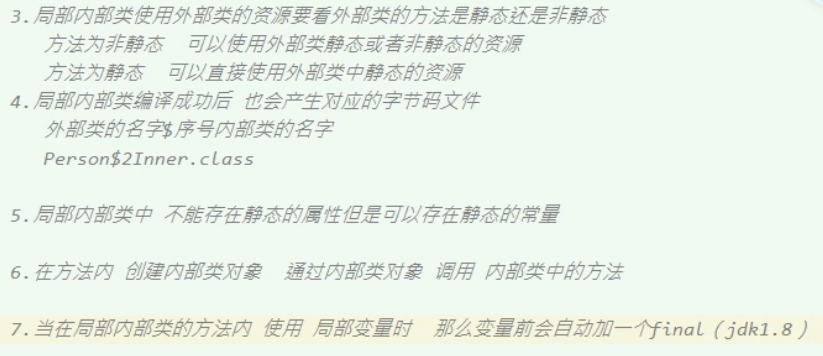 3.局部内部类使用外部类的资源要看外部类的方法是静态还是非静态
方法为非静态 可以使用外部类静态或者非静态的资源
方法为静态 可以直接使用外部类中静态的资源
4.局部内部类编译成功后 也会产生对应的字节码文件
外部类的名字$序号内部类的名字
Person$2Inner.class
5.局部内部类中 不能存在静态的属性但是可以存在静态的常量
6.在方法内 创建内部类对象 通过内部类对象 调用 内部类中的方法
7.当在局部内部类的方法内 使用 局部变量时 那么变量前会自动加一个final(jdk1.8)